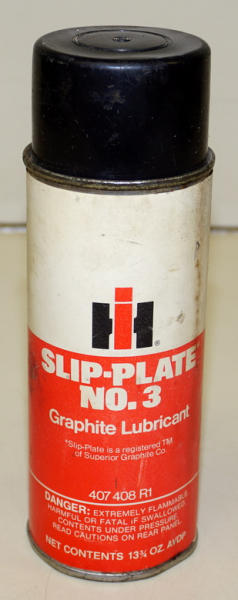 IH ®
SLIP-PLATE®
NO. 3
Graphite Lubricant
*Slip-Plate is a registered TM
of Superior Graphite Co.
407 408 R1
DANGER: EXTREMELY FLAMMABLE
HARMFUL OR FATAL IF SWALLOWED.
CONTENTS UNDER PRESSURE.
READ CAUTIONS ON REAR PANEL.
NET CONTENTS 13¾ OZ. AVDP